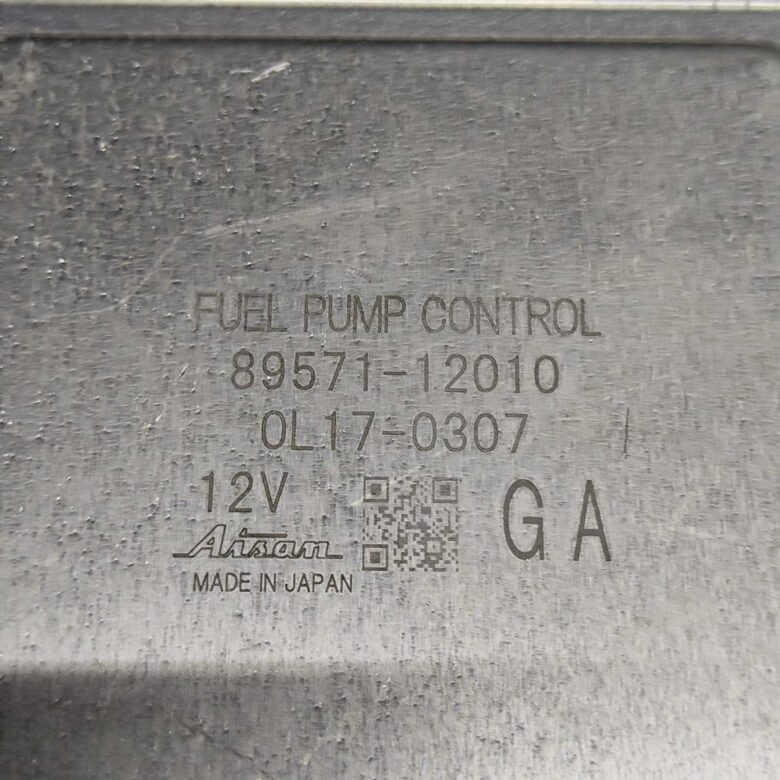 FUEL PUMP CONTROL
89571-12010
0L17-0307
12V
GA
Aisan
MADE IN JAPAN